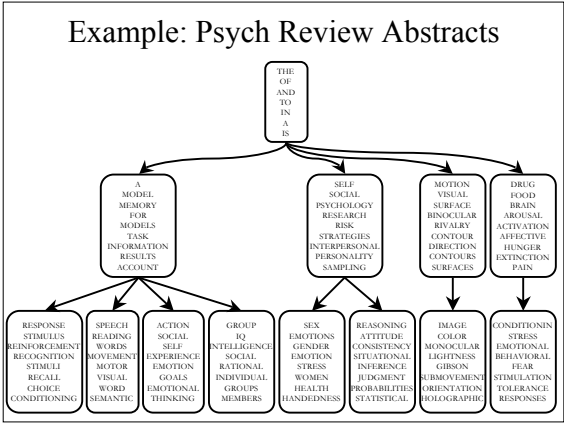 Example: Psych Review Abstracts
THE
OF
AND
TO
IN
A
IS
A
MODEL
MEMORY
FOR
MODELS
TASK
INFORMATION
RESULTS
ACCOUNT
SELF
SOCIAL
PSYCHOLOGY
RESEARCH
RISK
STRATEGIES
INTERPERSONAL
PERSONALITY
SAMPLING
MOTION
VISUAL
SURFACE
BINOCULAR
RIVALRY
CONTOUR
DIRECTION
CONTOURS
SURFACES
DRUG
FOOD
BRAIN
AROUSAL
ACTIVATION
AFFECTIVE
HUNGER
EXTINCTION
PAIN
RESPONSE
STIMULUS
REINFORCEMENT
RECOGNITION
STIMULI
RECALL
CHOICE
CONDITIONING
SPEECH
READING
WORDS
MOVEMENT
MOTOR
VISUAL
WORD
SEMANTIC
ACTION
SOCIAL
SELF
EXPERIENCE
EMOTION
GOALS
EMOTIONAL
THINKING
GROUP
IQ
INTELLIGENCE
SOCIAL
RATIONAL
INDIVIDUAL
GROUPS
MEMBERS
SEX
EMOTIONS
GENDER
EMOTION
STRESS
WOMEN
HEALTH
HANDEDNESS
REASONING
ATTITUDE
CONSISTENCY
SITUATIONAL
INFERENCE
JUDGMENT
PROBABILITIES
STATISTICAL
IMAGE
COLOR
MONOCULAR
LIGHTNESS
GIBSON
SUBMOVEMENT
ORIENTATION
HOLOGRAPHIC
CONDITIONIN
STRESS
EMOTIONAL
BEHAVIORAL
FEAR
STIMULATION
TOLERANCE
RESPONSES